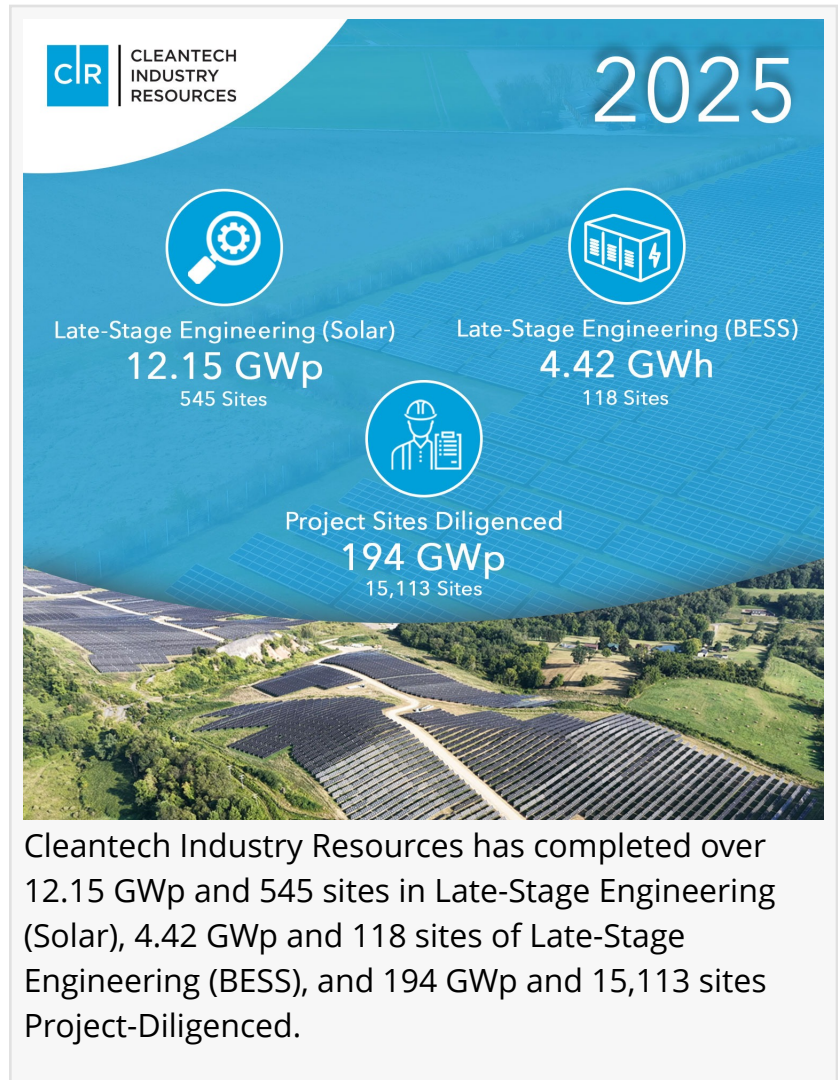 CIR
CLEANTECH
INDUSTRY
RESOURCES
2025
Late-Stage Engineering (Solar)
12.15 GWp
545 Sites
Late-Stage Engineering (BESS)
4.42 GWh
118 Sites
Project Sites Diligenced
194 GWp
15,113 Sites
Cleantech Industry Resources has completed over
12.15 GWp and 545 sites in Late-Stage Engineering
(Solar), 4.42 GWp and 118 sites of Late-Stage
Engineering (BESS), and 194 GWp and 15,113 sites
Project-Diligenced.